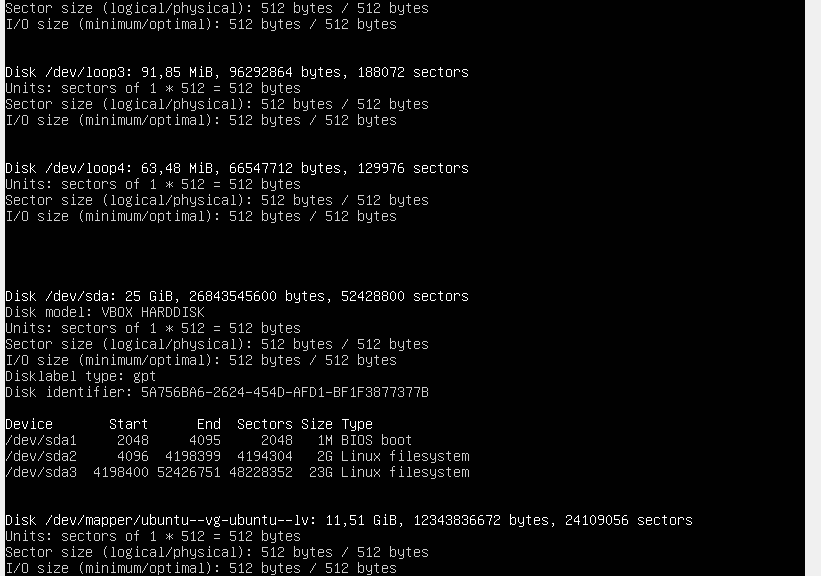 Sector size (logical/physical): 512 bytes / 512 bytes
I/O size (minimum/optimal): 512 bytes / 512 bytes
Disk /dev/loop3: 91,85 MiB, 96292864 bytes, 188072 sectors
Units: sectors of 1 * 512 = 512 bytes
Sector size (logical/physical): 512 bytes / 512 bytes
I/O size (minimum/optimal): 512 bytes / 512 bytes
Disk /dev/loop4: 63,48 MiB, 66547712 bytes, 129976 sectors
Units: sectors of 1 * 512 = 512 bytes
Sector size (logical/physical): 512 bytes / 512 bytes
I/O size (minimum/optimal): 512 bytes / 512 bytes
Disk /dev/sda: 25 GiB, 26843545600 bytes, 52428800 sectors
Disk model: VBOX HARDDISK
Units: sectors of 1 * 512 = 512 bytes
Sector size (logical/physical): 512 bytes / 512 bytes
I/O size (minimum/optimal): 512 bytes / 512 bytes
Disklabel type: gpt
Disk identifier: 5A756BA6-2624-454D-AFD1-BF1F3877377B
Device Start End Sectors Size Type
/dev/sda1 2048 4095 2048 1M BIOS boot
/dev/sda2 4096 4198399 4194304 2G Linux filesystem
/dev/sda3 4198400 52426751 48228352 23G Linux filesystem
Disk /dev/mapper/ubuntu--vg-ubuntu--lv: 11,51 GiB, 12343836672 bytes, 24109056 sectors
Units: sectors of 1 * 512 = 512 bytes
Sector size (logical/physical): 512 bytes / 512 bytes
I/O size (minimum/optimal): 512 bytes / 512 bytes